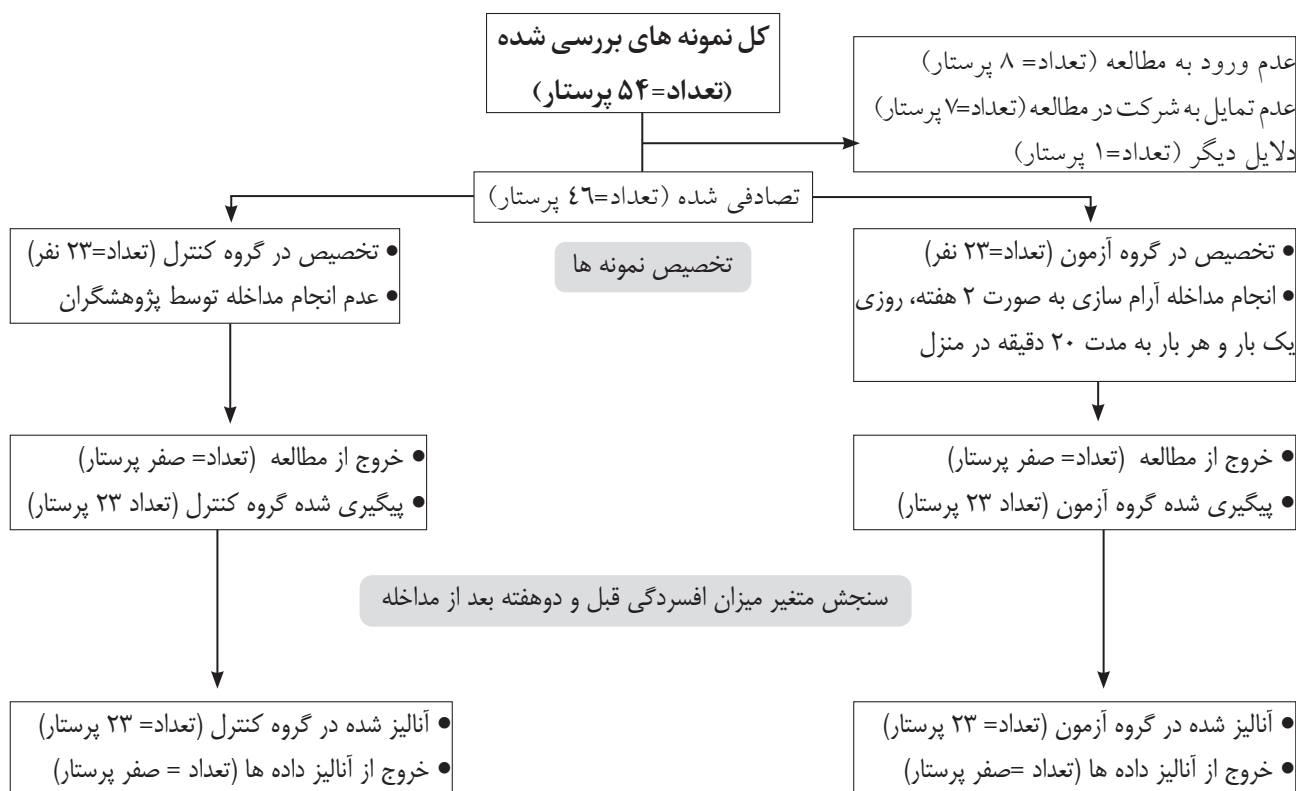 کل نمونه های بررسی شده
(تعداد=۵۴ پرستار)
عدم ورود به مطالعه (تعداد= ۸ پرستار)
عدم تمایل به شرکت در مطالعه (تعداد=۷ پرستار)
دلایل دیگر (تعداد=۱ پرستار)
تصادفی شده (تعداد=٤٦ پرستار)
تخصیص نمونه ها
● تخصیص در گروه آزمون (تعداد=۲۳ نفر)
● انجام مداخله آرام سازی به صورت ۲ هفته، روزی
یک بار و هر بار به مدت ۲۰ دقیقه در منزل
● تخصیص در گروه کنترل (تعداد=۲۳ نفر)
● عدم انجام مداخله توسط پژوهشگران
● خروج از مطالعه (تعداد= صفر پرستار)
● پیگیری شده گروه آزمون (تعداد ۲۳ پرستار)
● خروج از مطالعه (تعداد= صفر پرستار)
● پیگیری شده گروه کنترل (تعداد ۲۳ پرستار)
سنجش متغیر میزان افسردگی قبل و دوهفته بعد از مداخله
● آنالیز شده در گروه آزمون (تعداد= ۲۳ پرستار)
● خروج از آنالیز داده ها (تعداد =صفر پرستار)
● آنالیز شده در گروه کنترل (تعداد= ۲۳ پرستار)
● خروج از آنالیز داده ها (تعداد = صفر پرستار)